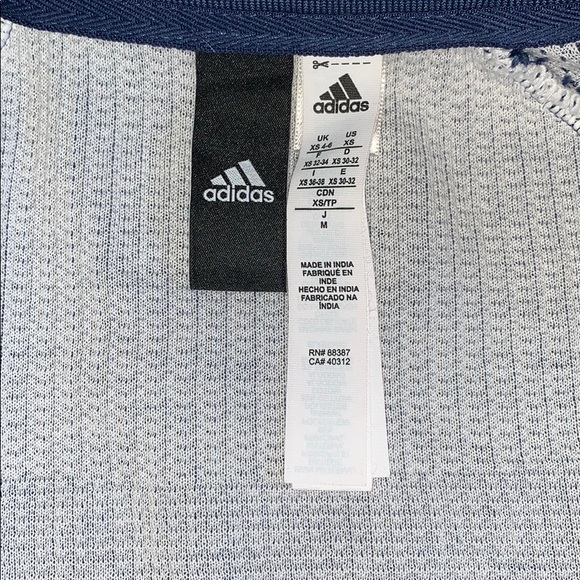 adidas
adidas
UK US
XS 4-6 XS
F D
XS 32-34 XS 30-32
I E
XS 36-38 XS 30-32
CDN
XS/TP
J
M
MADE IN INDIA
FABRIQUÉ EN
INDE
HECHO EN INDIA
FABRICADO NA
ÍNDIA
RN# 88387
CA# 40312